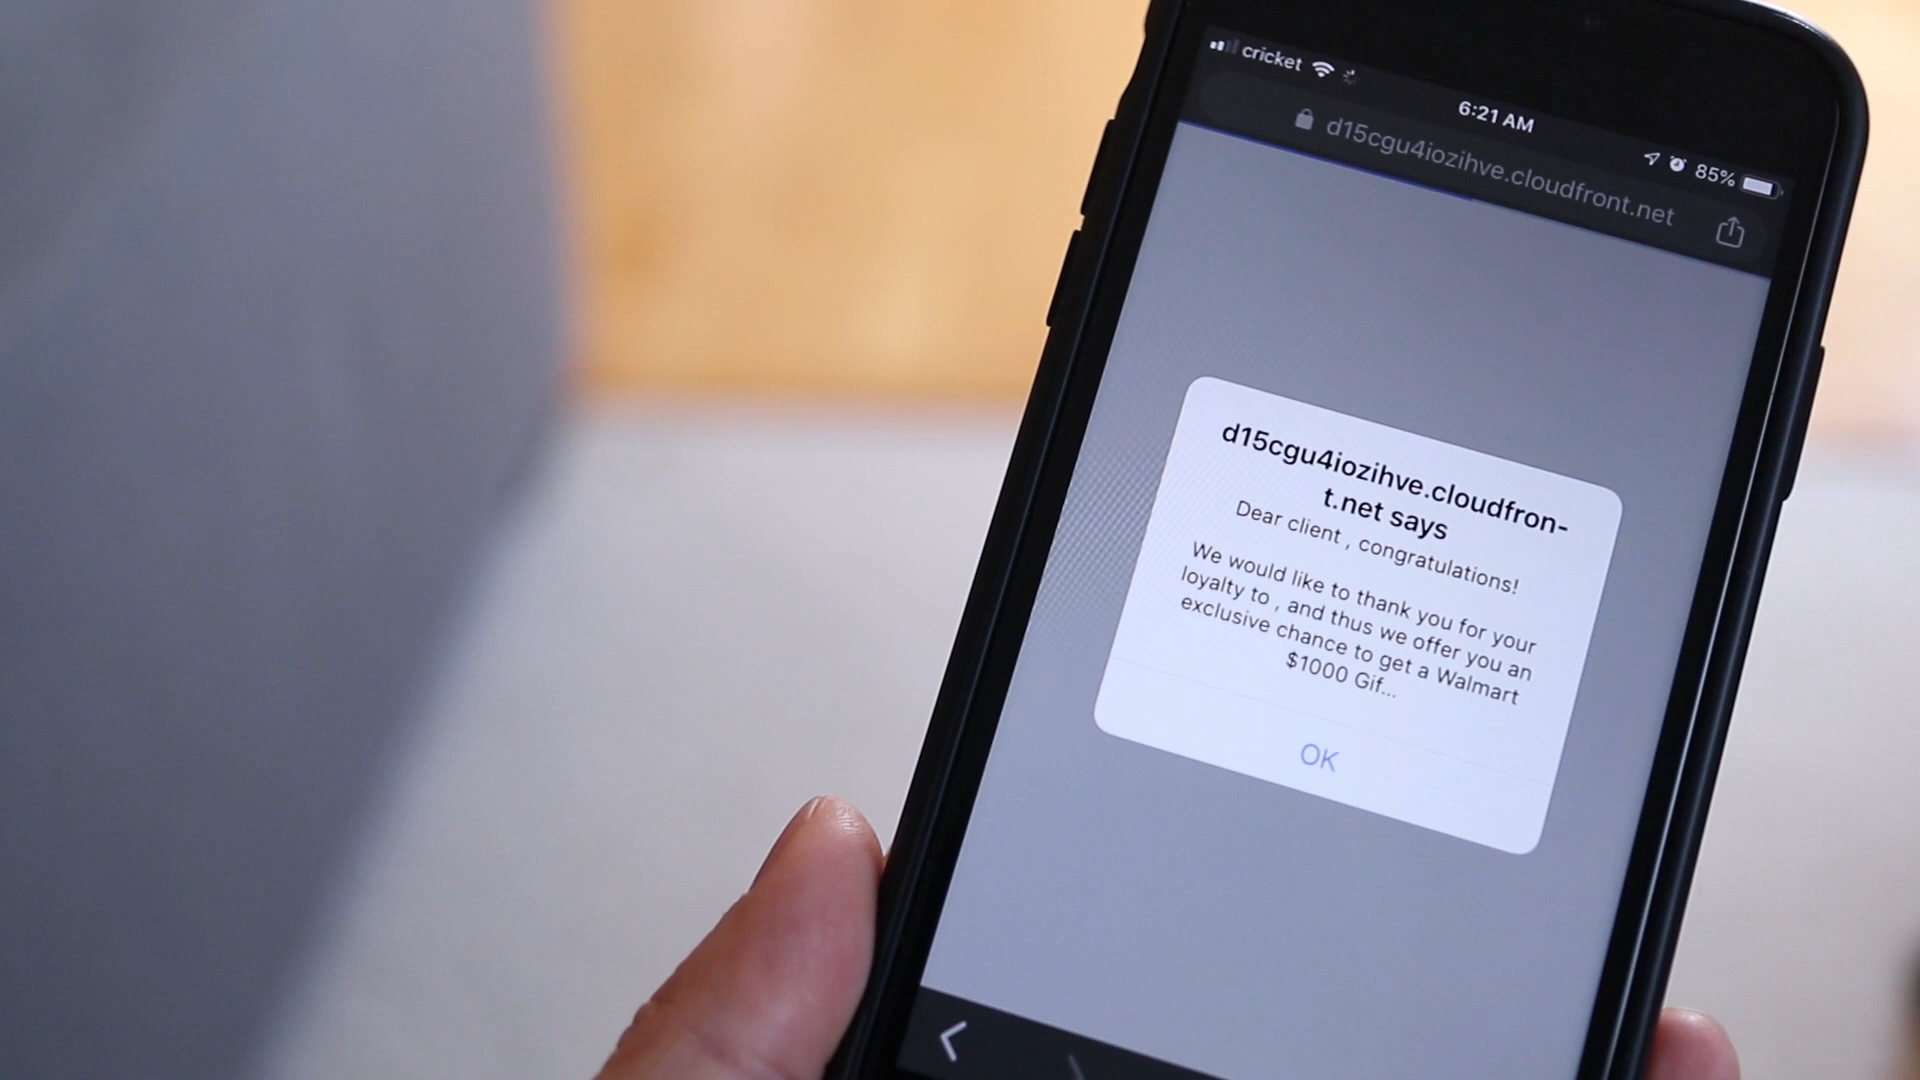 cricket
6:21 AM
85%
d15cgu4iozihve.cloudfront.net
d15cgu4iozihve.cloudfron-
t.net says
Dear client , congratulations!
We would like to thank you for your
loyalty to , and thus we offer you an
exclusive chance to get a Walmart
$1000 Gif...
OK